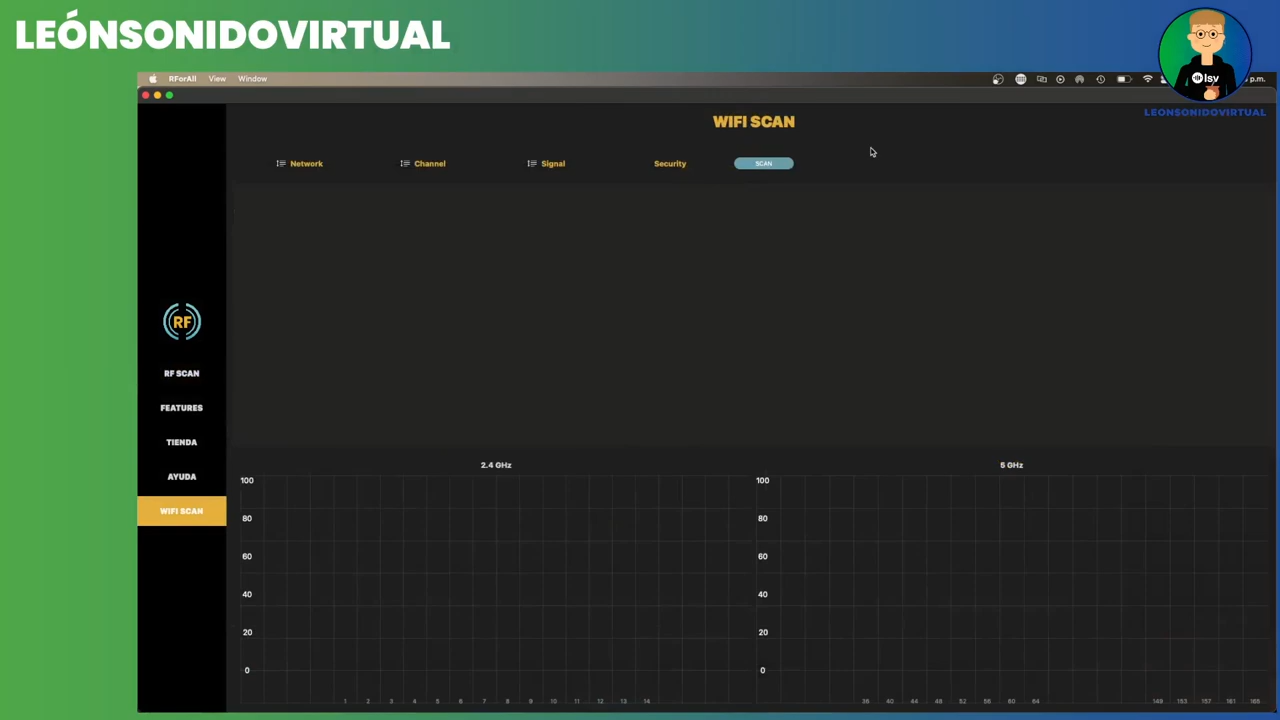 LEÓNSONIDOVIRTUAL
lsv
LEONSONIDOVIRTUAL
RForAll View Window
p.m.
WIFI SCAN
Network Channel Signal Security SCAN
RF
RF SCAN
FEATURES
TIENDA
AYUDA
WIFI SCAN
2.4 GHz
100
80
60
40
20
0
1 2 3 4 5 6 7 8 9 10 11 12 13 14
5 GHz
100
80
60
40
20
0
36 40 44 48 52 56 60 64 149 153 157 161 165